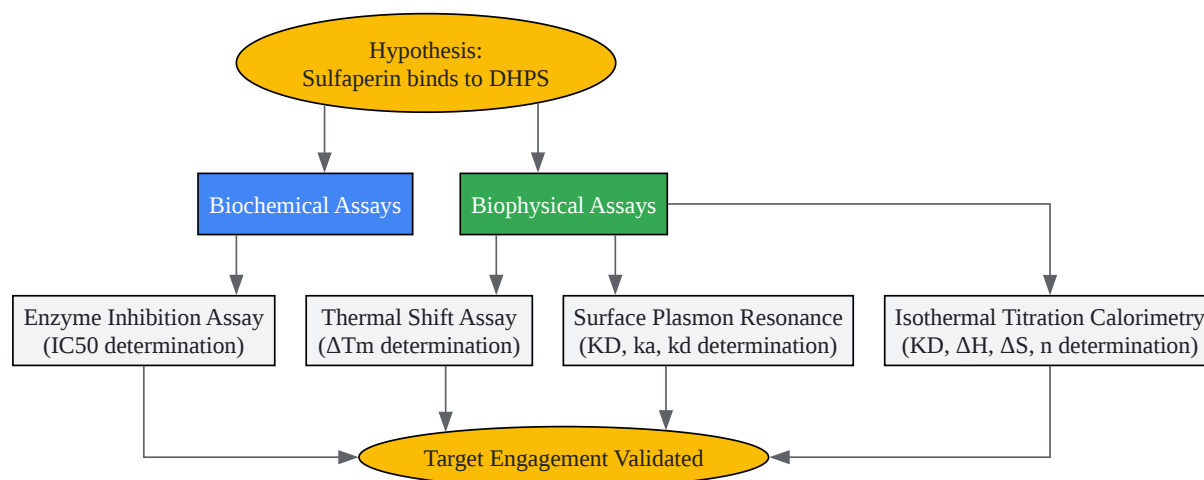 Hypothesis:
Sulfaperin binds to DHPS
Biochemical Assays
Biophysical Assays
Enzyme Inhibition Assay
(IC50 determination)
Thermal Shift Assay
(ΔTm determination)
Surface Plasmon Resonance
(KD, ka, kd determination)
Isothermal Titration Calorimetry
(KD, ΔH, ΔS, n determination)
Target Engagement Validated